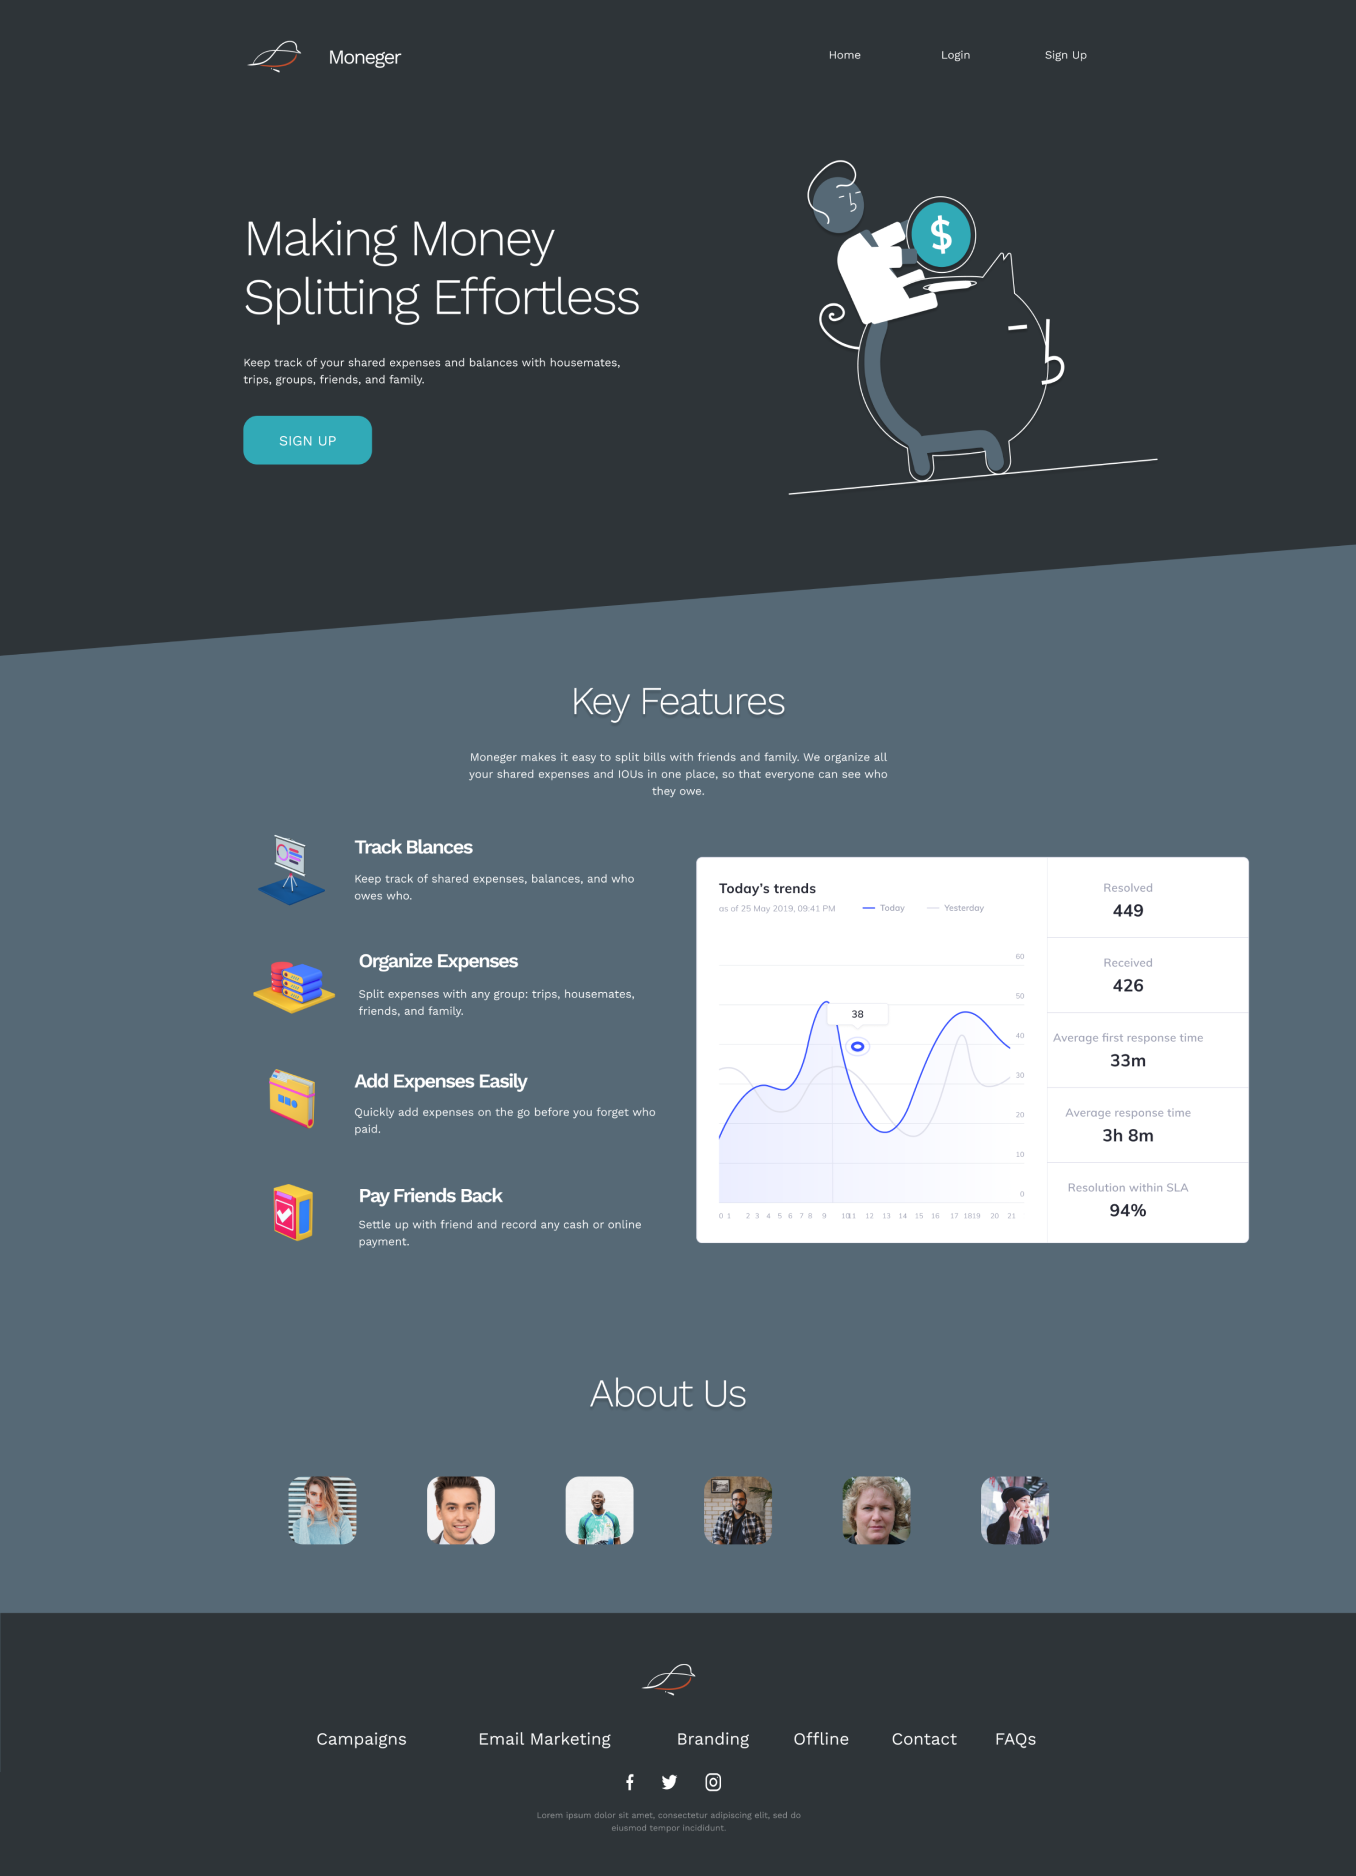 Moneger
Home
Login
Sign Up
$
Making Money
Splitting Effortless
Keep track of your shared expenses and balances with housemates,
trips, groups, friends, and family.
SIGN UP
Key Features
Moneger makes it easy to split bills with friends and family. We organize all
your shared expenses and IOUs in one place, so that everyone can see who
they owe.
Track Blances
Keep track of shared expenses, balances, and who
owes who.
Organize Expenses
Split expenses with any group: trips, housemates,
friends, and family.
Add Expenses Easily
Quickly add expenses on the go before you forget who
paid.
Pay Friends Back
Settle up with friend and record any cash or online
payment.
Today's trends
as of 25 May 2019, 09:41 PM
Today
Yesterday
60
50
40
30
20
10
0
38
0 1 2 3 4 5 6 7 8 9 10 11 12 13 14 15 16 17 18 19 20 21
Resolved
449
Received
426
Average first response time
33m
Average response time
3h 8m
Resolution within SLA
94%
About Us
Campaigns
Email Marketing
Branding
Offline
Contact
FAQs
Lorem ipsum dolor sit amet, consectetur adipiscing elit, sed do
eiusmod tempor incididunt.